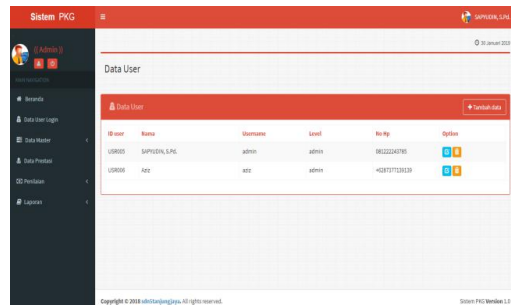 Sistem PKG
SAPYUDIN, S.Pd.
(( Admin ))
30 Januari 2019
MAIN NAVIGATION
Data User
Beranda
Data User Login
Data Master
Data Prestasi
Penilaian
Laporan
Data User
+ Tambah data
ID user Nama Username Level No Hp Option
USR005 SAPYUDIN, S.Pd. admin admin
USR000 Aziz aziz admin
Copyright © 2018 sdnStanjungjaya. All rights reserved.
Sistem PKG Version 1.0